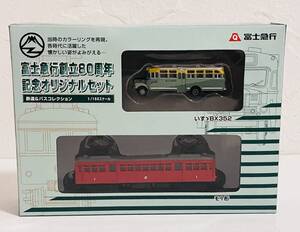 当時のカラーリングを再現。
各時代に活躍した
懐かしい姿がよみがえる。
富士急行
富士急行創立80周年
記念オリジナルセット
鉄道&バスコレクション
1/150スケール
いすゞBX352